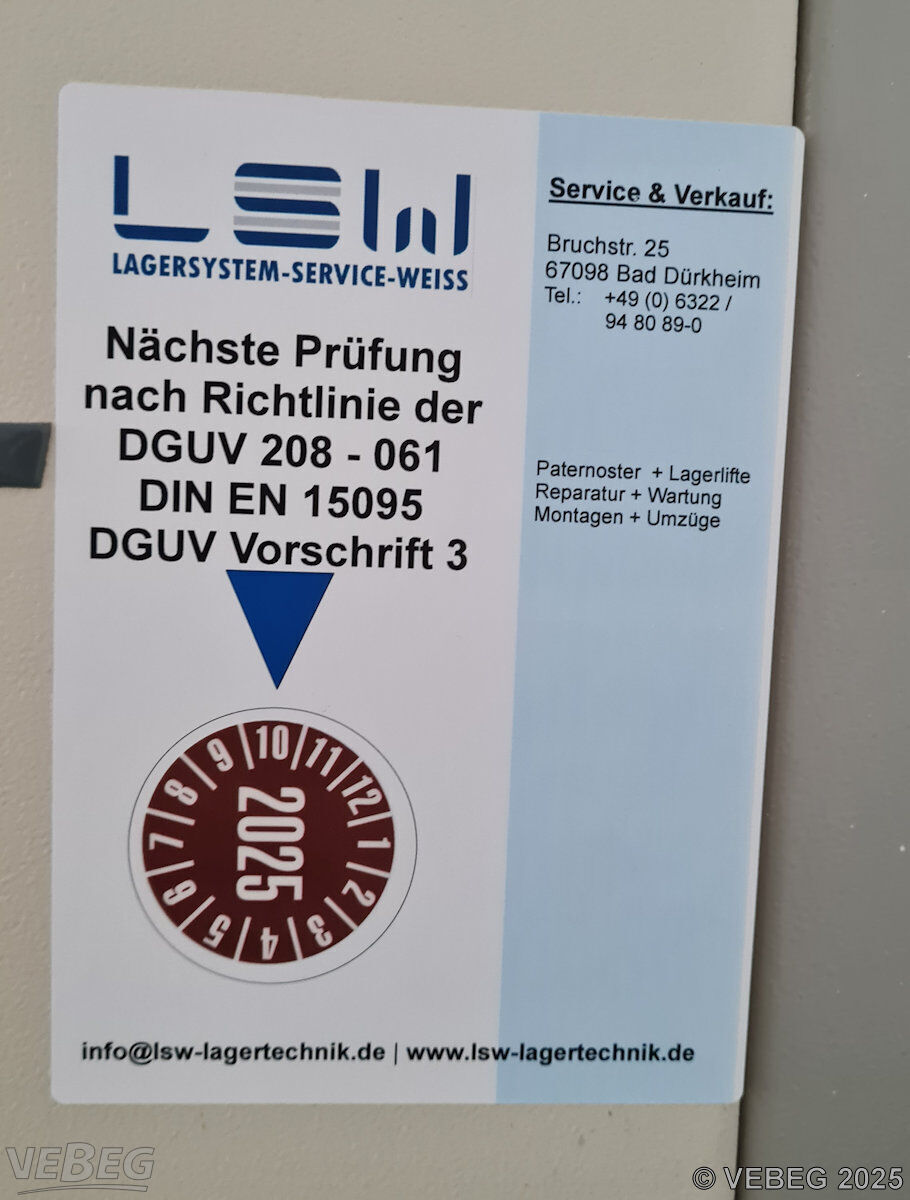 LSW
LAGERSYSTEM-SERVICE-WEISS
Nächste Prüfung
nach Richtlinie der
DGUV 208 - 061
DIN EN 15095
DGUV Vorschrift 3
10
11
12
1
2
3
4
5
6
7
8
9
2025
Service & Verkauf:
Bruchstr. 25
67098 Bad Dürkheim
Tel.: +49 (0) 6322 /
94 80 89-0
Paternoster + Lagerlifte
Reparatur + Wartung
Montagen + Umzüge
info@lsw-lagertechnik.de | www.lsw-lagertechnik.de
VEBEG
© VEBEG 2025